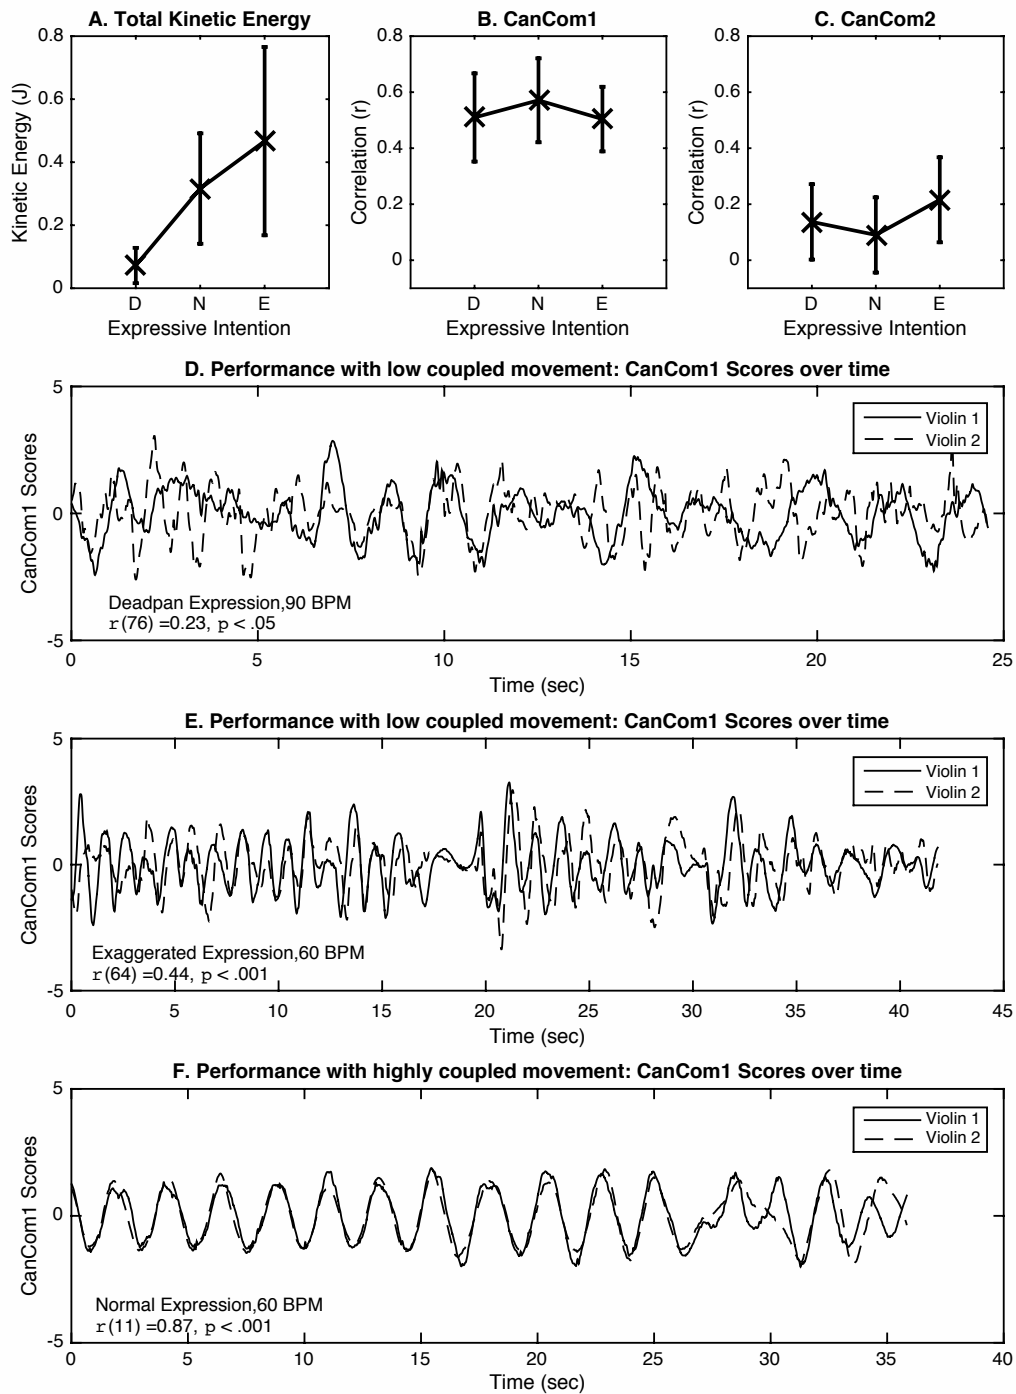 A. Total Kinetic Energy
Kinetic Energy (J)
0.8
0.6
0.4
0.2
0
D N E
Expressive Intention
B. CanCom1
Correlation (r)
0.8
0.6
0.4
0.2
0
D N E
Expressive Intention
C. CanCom2
Correlation (r)
0.8
0.6
0.4
0.2
0
D N E
Expressive Intention
D. Performance with low coupled movement: CanCom1 Scores over time
CanCom1 Scores
5
0
-5
Violin 1
Violin 2
Deadpan Expression,90 BPM
r(76) =0.23, p < .05
0 5 10 15 20 25
Time (sec)
E. Performance with low coupled movement: CanCom1 Scores over time
CanCom1 Scores
5
0
-5
Violin 1
Violin 2
Exaggerated Expression,60 BPM
r(64) =0.44, p < .001
0 5 10 15 20 25 30 35 40 45
Time (sec)
F. Performance with highly coupled movement: CanCom1 Scores over time
CanCom1 Scores
5
0
-5
Violin 1
Violin 2
Normal Expression,60 BPM
r(11) =0.87, p < .001
0 5 10 15 20 25 30 35 40
Time (sec)